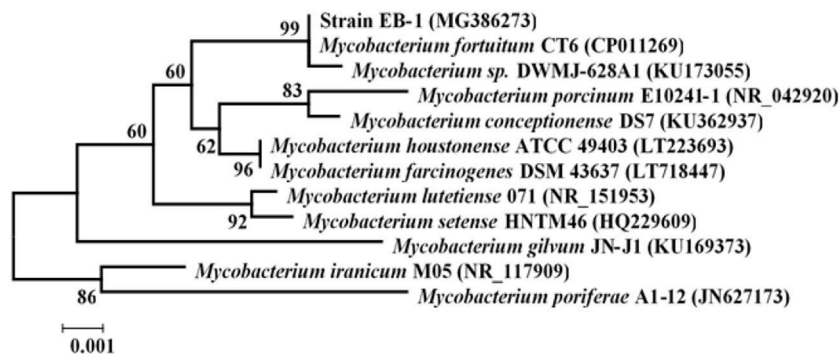 99
Strain EB-1 (MG386273)
Mycobacterium fortuitum CT6 (CP011269)
60
Mycobacterium sp. DWMJ-628A1 (KU173055)
83
Mycobacterium porcinum E10241-1 (NR_042920)
60
Mycobacterium conceptionense DS7 (KU362937)
62
Mycobacterium houstonense ATCC 49403 (LT223693)
96
Mycobacterium farcinogenes DSM 43637 (LT718447)
Mycobacterium lutetiense 071 (NR_151953)
92
Mycobacterium setense HNTM46 (HQ229609)
Mycobacterium gilvum JN-J1 (KU169373)
Mycobacterium iranicum M05 (NR_117909)
86
Mycobacterium poriferae A1-12 (JN627173)
0.001